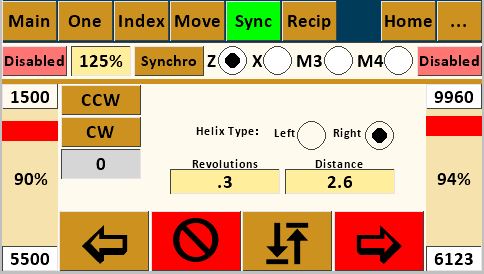 Main One Index Move Sync Recip Home ...
Disabled 125% Synchro Z X M3 M4 Disabled
1500 CCW 9960
CW
Helix Type: Left Right
0
90% Revolutions Distance 94%
.3 2.6
5500 6123